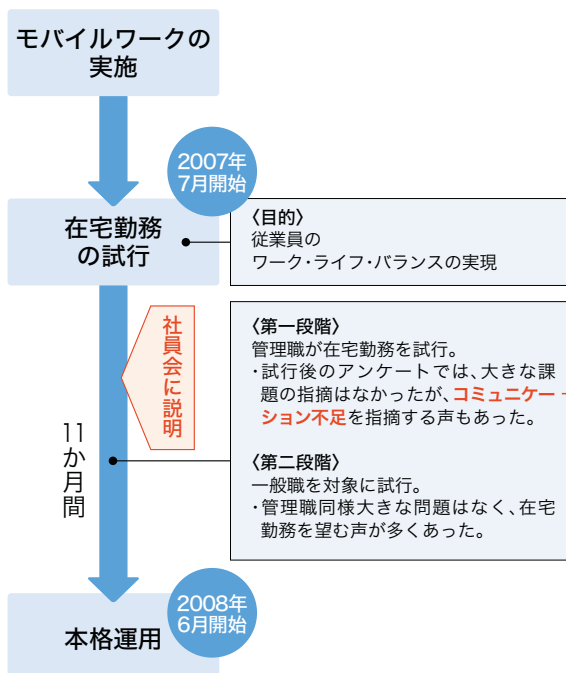 モバイルワークの
実施
2007年
7月開始
在宅勤務
の試行
〈目的〉
従業員の
ワーク・ライフ・バランスの実現
社員会に説明
11か月間
〈第一段階〉
管理職が在宅勤務を試行。
・試行後のアンケートでは、大きな課
題の指摘はなかったが、コミュニケー
ション不足を指摘する声もあった。
〈第二段階〉
一般職を対象に試行。
・管理職同様大きな問題はなく、在宅
勤務を望む声が多くあった。
2008年
6月開始
本格運用